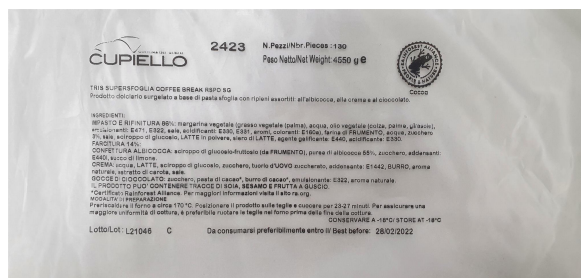 CUPIELLO
2423
N.Pezzi/Nbr.Pieces : 130
Peso Netto/Net Weight: 4550 g e
RAINFOREST ALLIANCE
Cocoa
TRIS SUPERSFOGLIA COFFEE BREAK RSPO SG
Prodotto dolciario surgelato a base di pasta sfoglia con ripieni assortiti: all'albicocca, alla crema e al cioccolato.
INGREDIENTI:
IMPASTO E RIFINITURA 86%: margarina vegetale (grasso vegetale (palma), acqua, olio vegetale (colza, palma, girasole),
emulsionanti: E471, E322, sale, acidificanti: E330, E331, aromi, coloranti: E160a), farina di FRUMENTO, acqua, zucchero
3%, sale, sciroppo di glucosio, LATTE in polvere, siero di LATTE, agente gelificante: E440, acidificante: E330.
FARCITURA 14%:
CONFETTURA ALBICOCCA: sciroppo di glucosio-fruttosio (da FRUMENTO), purea di albicocca 55%, zucchero, addensanti:
E440i, succo di limone.
CREMA: acqua, LATTE, sciroppo di glucosio, zucchero, tuorlo d'UOVO zuccherato, addensante: E1442, BURRO, aroma
naturale, estratto di carota, sale.
GOCCE DI CIOCCOLATO: zucchero, pasta di cacao*, burro di cacao*, emulsionante: E322, aroma naturale.
IL PRODOTTO PUO' CONTENERE TRACCE DI SOIA, SESAMO E FRUTTA A GUSCIO.
*Certificato Rainforest Alliance. Per maggiori informazioni visita il sito ra.org.
MODALITA' DI PREPARAZIONE
Preriscaldare il forno a circa 170 °C. Posizionare il prodotto sulla teglia e cuocere per 23-27 minuti. Per assicurare una
maggiore uniformità di cottura, è preferibile ruotare le teglie nel forno prima della fine della cottura.
CONSERVARE A -18°C/ STORE AT -18°C
Lotto/Lot: L21046 C
Da consumarsi preferibilmente entro il/ Best before: 28/02/2022